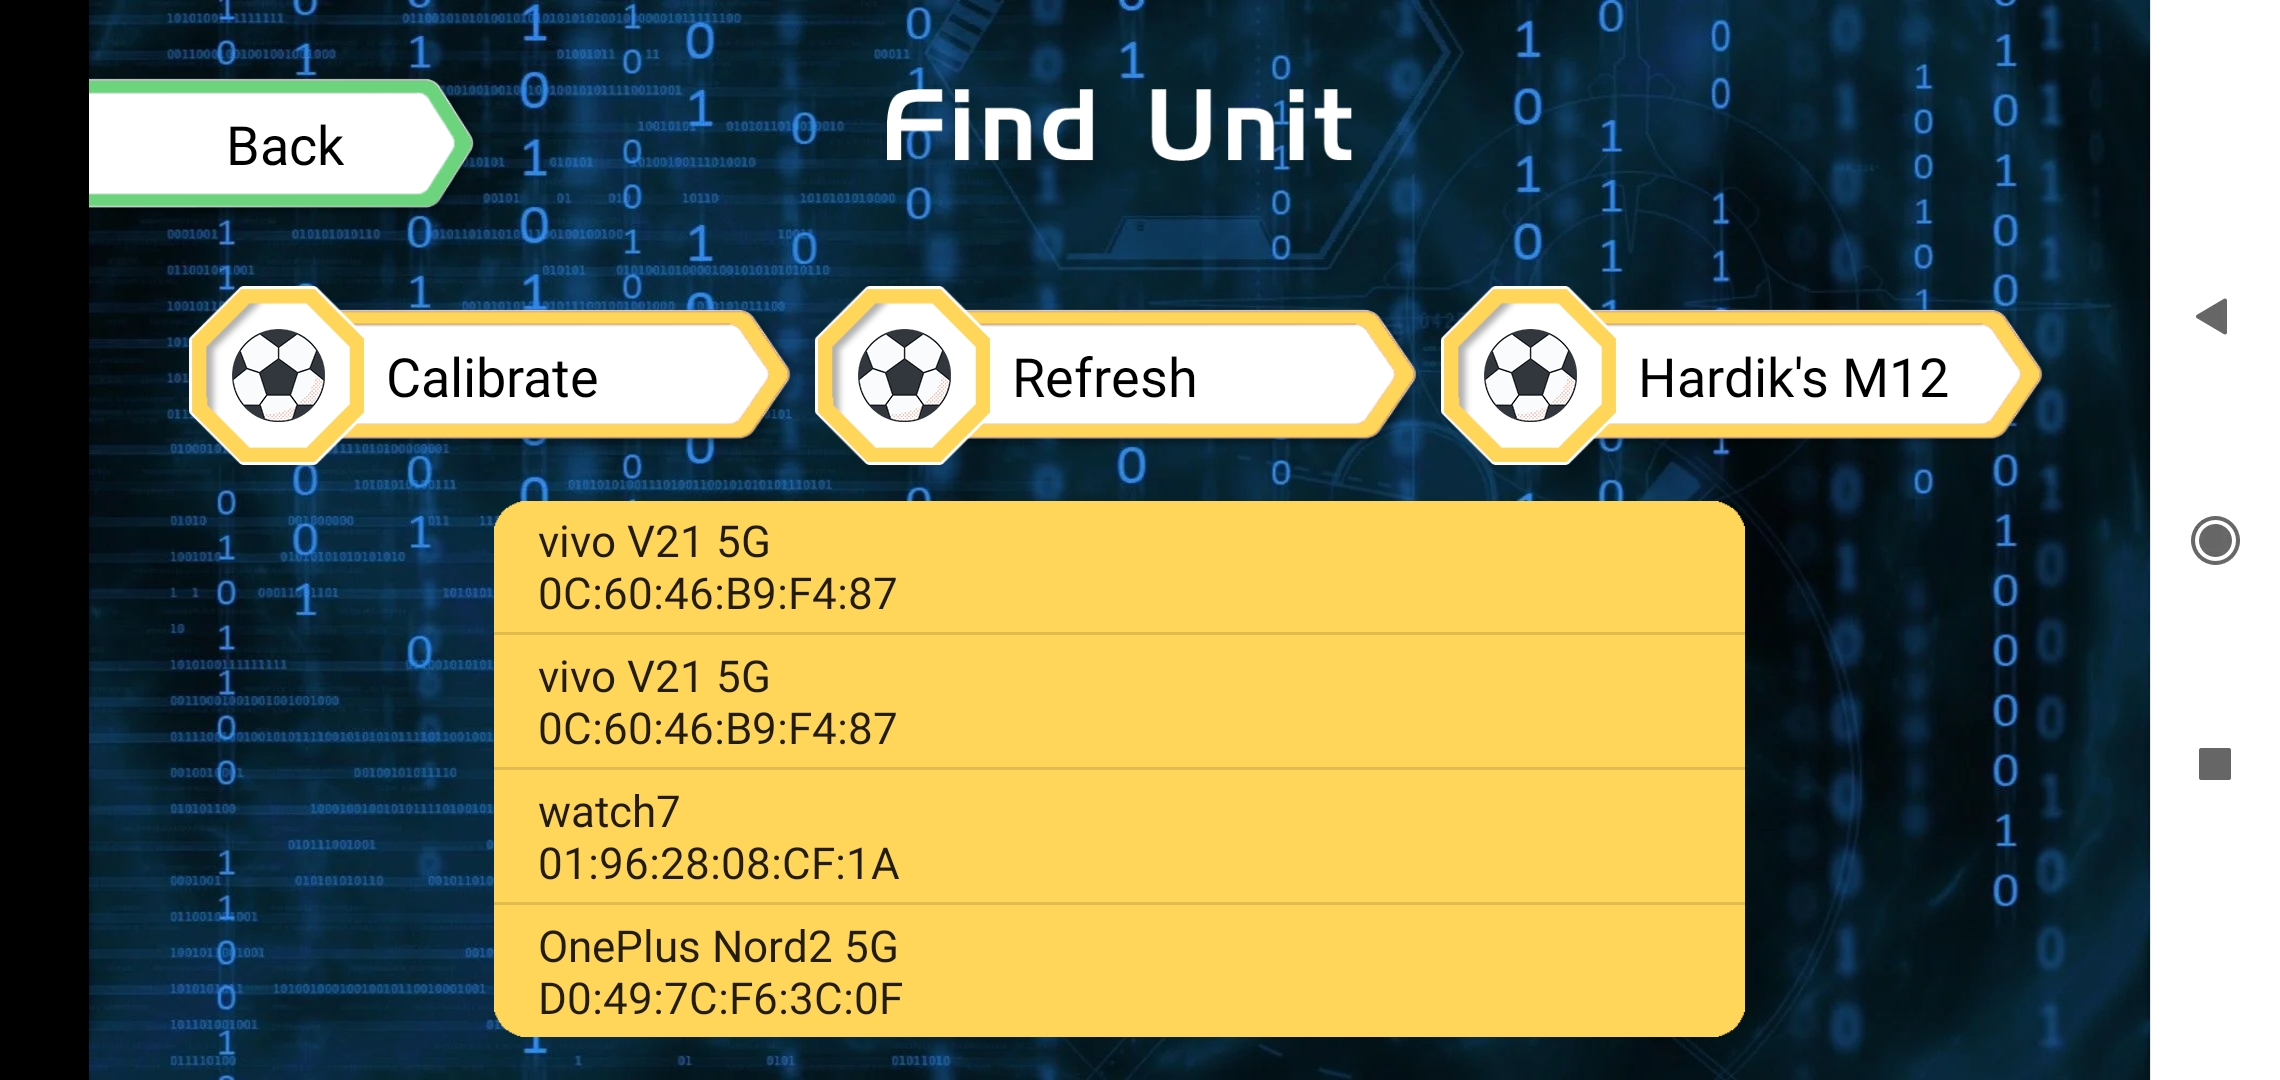 Back
Find Unit
Calibrate
Refresh
Hardik's M12
vivo V21 5G
0C:60:46:B9:F4:87
vivo V21 5G
0C:60:46:B9:F4:87
watch7
01:96:28:08:CF:1A
OnePlus Nord2 5G
D0:49:7C:F6:3C:0F